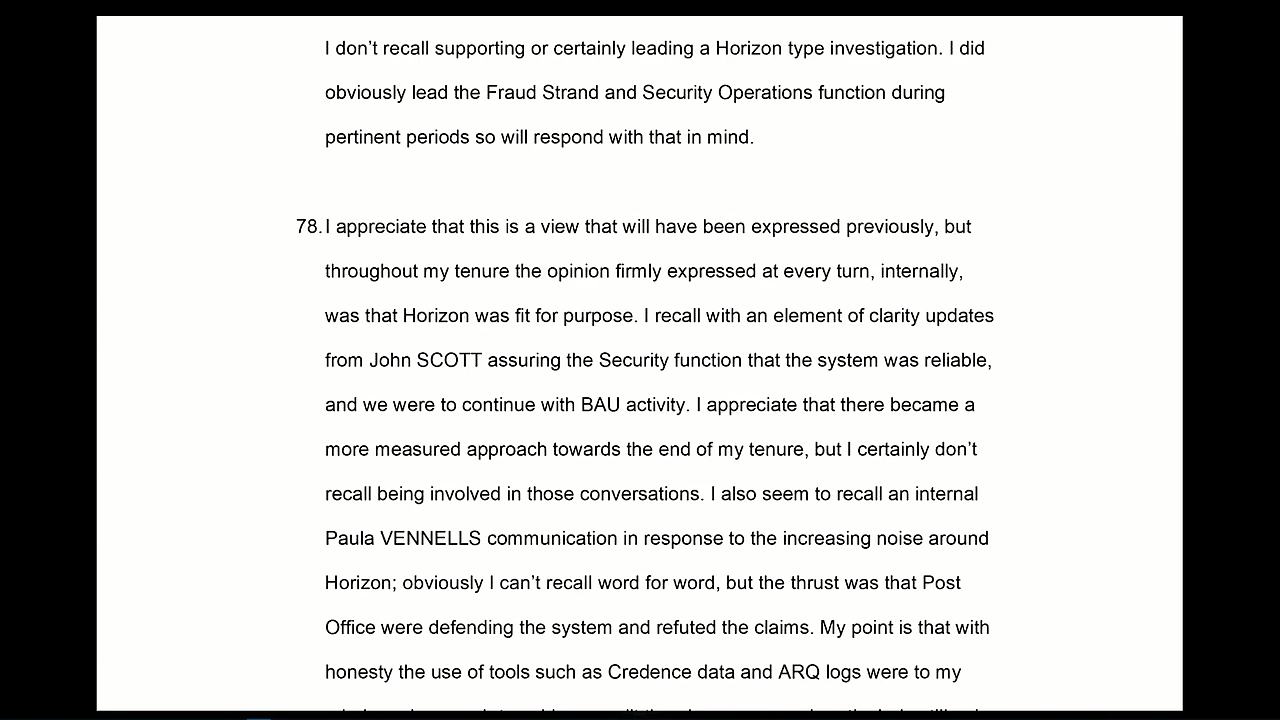 I don’t recall supporting or certainly leading a Horizon type investigation. I did
obviously lead the Fraud Strand and Security Operations function during
pertinent periods so will respond with that in mind.
78. I appreciate that this is a view that will have been expressed previously, but
throughout my tenure the opinion firmly expressed at every turn, internally,
was that Horizon was fit for purpose. I recall with an element of clarity updates
from John SCOTT assuring the Security function that the system was reliable,
and we were to continue with BAU activity. I appreciate that there became a
more measured approach towards the end of my tenure, but I certainly don’t
recall being involved in those conversations. I also seem to recall an internal
Paula VENNELLS communication in response to the increasing noise around
Horizon; obviously I can’t recall word for word, but the thrust was that Post
Office were defending the system and refuted the claims. My point is that with
honesty the use of tools such as Credence data and ARQ logs were to my